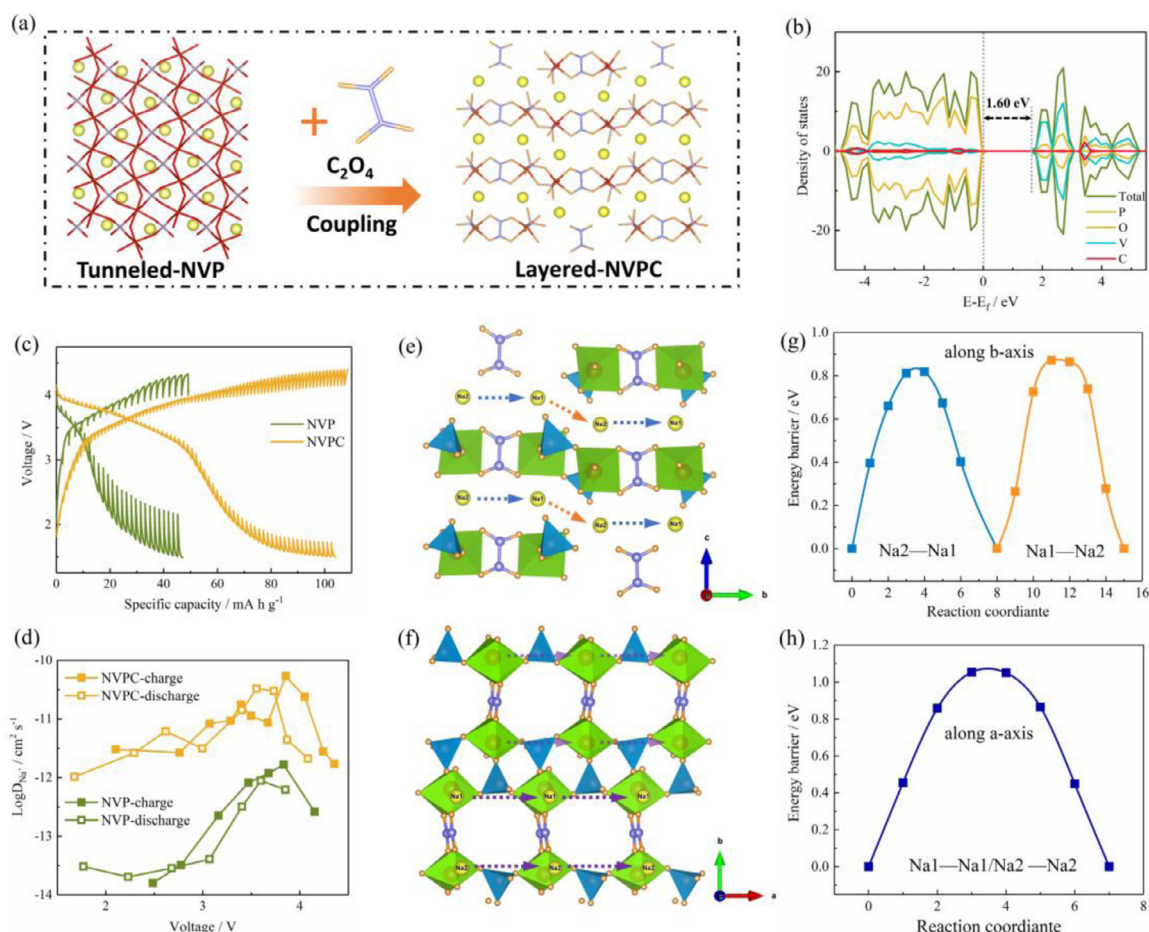 (a)
+
C2O4
Coupling
Tunneled-NVP
Layered-NVPC
(b)
Density of states
20
0
-20
1.60 eV
Total
P
O
V
C
-4 -2 0 2 4
E-Ef / eV
(c)
Voltage / V
4
3
2
NVP
NVPC
0 20 40 60 80 100
Specific capacity / mA h g-1
(d)
LogDNa+ / cm2 s-1
-10
-11
-12
-13
-14
NVPC-charge
NVPC-discharge
NVP-charge
NVP-discharge
2 3 4 5
Voltage / V
(e)
Na2 Na1
Na2 Na1
Na2 Na1
Na2 Na1
c
b
(f)
Na1 Na1 Na1
Na2 Na2 Na2
b
a
(g)
Energy barrier / eV
1.0
0.8
0.6
0.4
0.2
0.0
along b-axis
Na2—Na1
Na1—Na2
0 2 4 6 8 10 12 14 16
Reaction coordiante
(h)
Energy barrier / eV
1.2
1.0
0.8
0.6
0.4
0.2
0.0
along a-axis
Na1—Na1/Na2 —Na2
0 2 4 6 8
Reaction coordiante